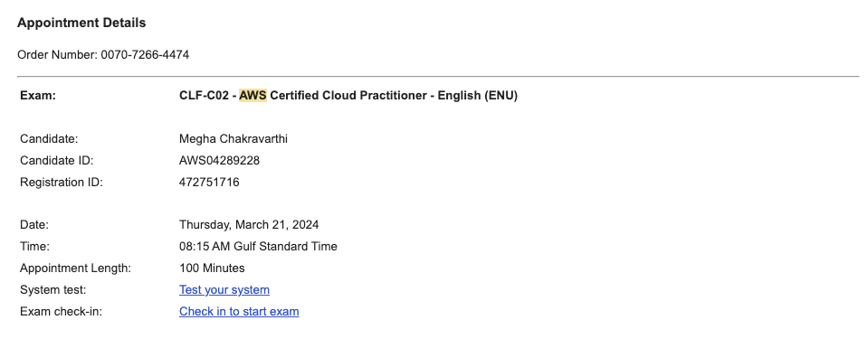 Appointment Details
Order Number: 0070-7266-4474
Exam: CLF-C02 - AWS Certified Cloud Practitioner - English (ENU)
Candidate: Megha Chakravarthi
Candidate ID: AWS04289228
Registration ID: 472751716
Date: Thursday, March 21, 2024
Time: 08:15 AM Gulf Standard Time
Appointment Length: 100 Minutes
System test: Test your system
Exam check-in: Check in to start exam